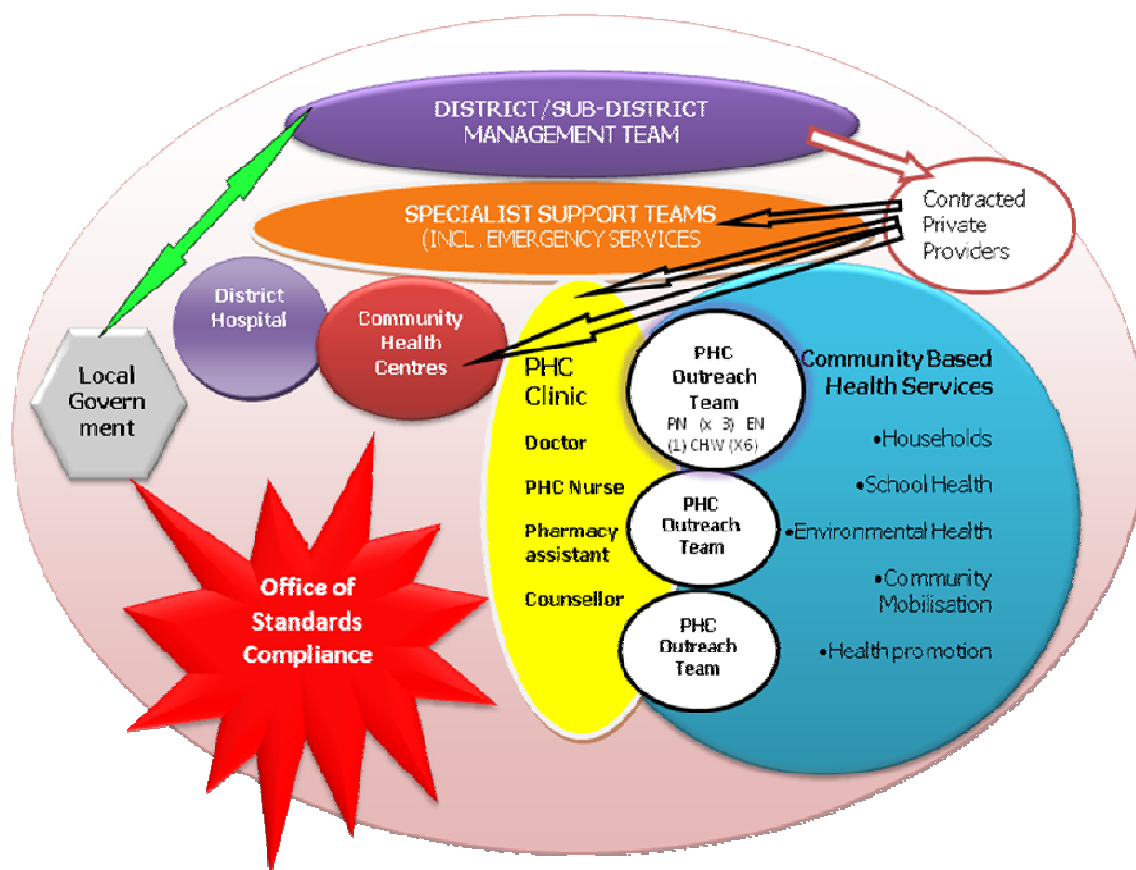 DISTRICT/SUB-DISTRICT
MANAGEMENT TEAM
SPECIALIST SUPPORT TEAMS
(INCL. EMERGENCY SERVICES
Contracted
Private
Providers
District
Hospital
Community
Health
Centres
Local
Govern
ment
PHC
Clinic
Doctor
PHC Nurse
Pharmacy
assistant
Counsellor
PHC
Outreach
Team
PN (x 3) EN
(1) CHW (X6)
PHC
Outreach
Team
PHC
Outreach
Team
Community Based
Health Services
•Households
•School Health
•Environmental Health
•Community
Mobilisation
•Health promotion
Office of
Standards
Compliance